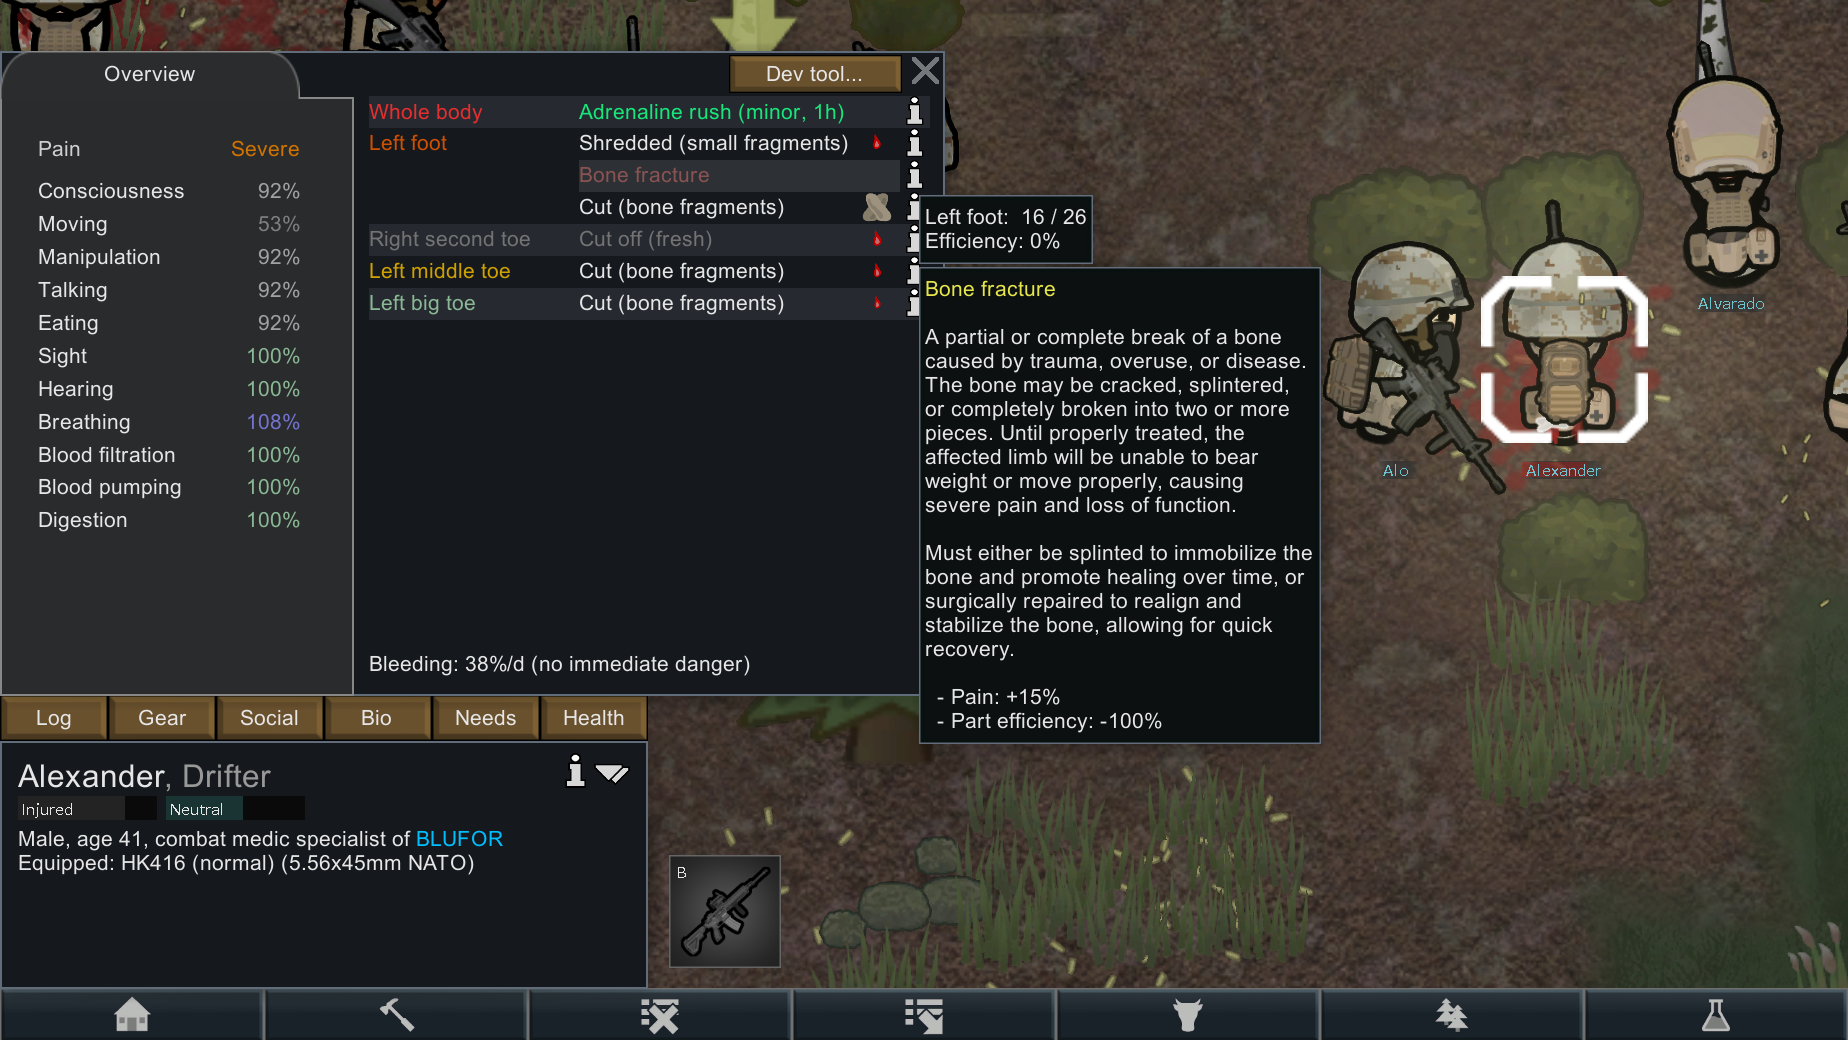 Overview
Dev tool...
Pain Severe
Consciousness 92%
Moving 53%
Manipulation 92%
Talking 92%
Eating 92%
Sight 100%
Hearing 100%
Breathing 108%
Blood filtration 100%
Blood pumping 100%
Digestion 100%
Whole body Adrenaline rush (minor, 1h)
Left foot Shredded (small fragments)
Bone fracture
Cut (bone fragments)
Right second toe Cut off (fresh)
Left middle toe Cut (bone fragments)
Left big toe Cut (bone fragments)
Bleeding: 38%/d (no immediate danger)
Left foot: 16 / 26
Efficiency: 0%
Bone fracture
A partial or complete break of a bone
caused by trauma, overuse, or disease.
The bone may be cracked, splintered,
or completely broken into two or more
pieces. Until properly treated, the
affected limb will be unable to bear
weight or move properly, causing
severe pain and loss of function.
Must either be splinted to immobilize the
bone and promote healing over time, or
surgically repaired to realign and
stabilize the bone, allowing for quick
recovery.
- Pain: +15%
- Part efficiency: -100%
Alvarado
Alo
Alexander
Log Gear Social Bio Needs Health
Alexander, Drifter
Injured Neutral
Male, age 41, combat medic specialist of BLUFOR
Equipped: HK416 (normal) (5.56x45mm NATO)
B